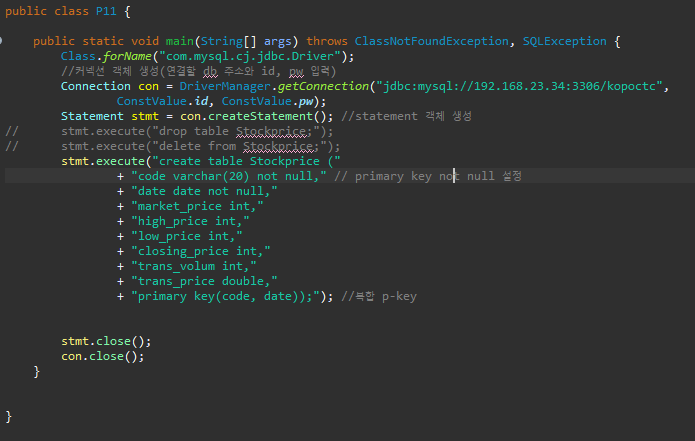 public class P11 {
public static void main(String[] args) throws ClassNotFoundException, SQLException {
Class.forName("com.mysql.cj.jdbc.Driver");
//커넥션 객체 생성(연결할 db 주소와 id, pw 입력)
Connection con = DriverManager.getConnection("jdbc:mysql://192.168.23.34:3306/kopoctc",
ConstValue.id, ConstValue.pw);
Statement stmt = con.createStatement(); //statement 객체 생성
// stmt.execute("drop table Stockprice;");
// stmt.execute("delete from Stockprice;");
stmt.execute("create table Stockprice ("
+ "code varchar(20) not null," // primary key not null 설정
+ "date date not null,"
+ "market_price int,"
+ "high_price int,"
+ "low_price int,"
+ "closing_price int,"
+ "trans_volum int,"
+ "trans_price double,"
+ "primary key(code, date));"); //복합 p-key
stmt.close();
con.close();
}
}